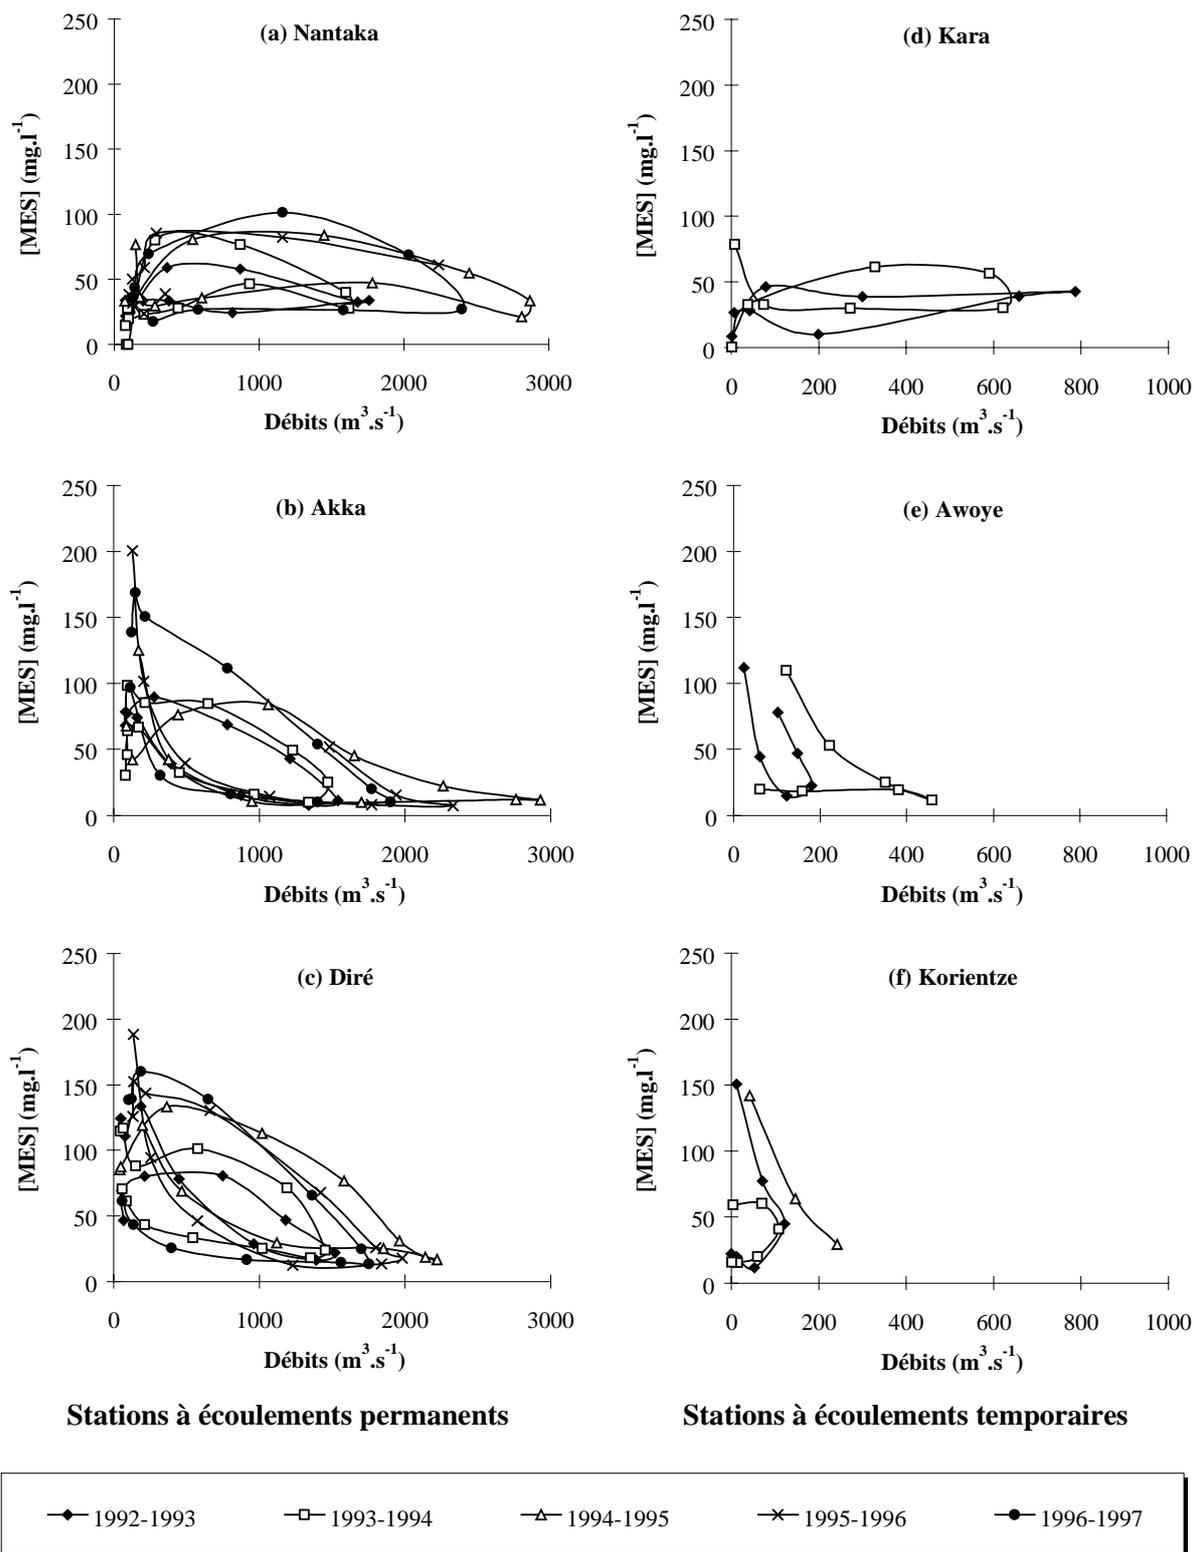 (a) Nantaka
[MES] (mg.l-1)
250
200
150
100
50
0
0 1000 2000 3000
Débits (m3.s-1)
(d) Kara
[MES] (mg.l-1)
250
200
150
100
50
0
0 200 400 600 800 1000
Débits (m3.s-1)
(b) Akka
[MES] (mg.l-1)
250
200
150
100
50
0
0 1000 2000 3000
Débits (m3.s-1)
(e) Awoye
[MES] (mg.l-1)
250
200
150
100
50
0
0 200 400 600 800 1000
Débits (m3.s-1)
(c) Diré
[MES] (mg.l-1)
250
200
150
100
50
0
0 1000 2000 3000
Débits (m3.s-1)
(f) Korientze
[MES] (mg.l-1)
250
200
150
100
50
0
0 200 400 600 800 1000
Débits (m3.s-1)
Stations à écoulements permanents
Stations à écoulements temporaires
1992-1993 1993-1994 1994-1995 1995-1996 1996-1997